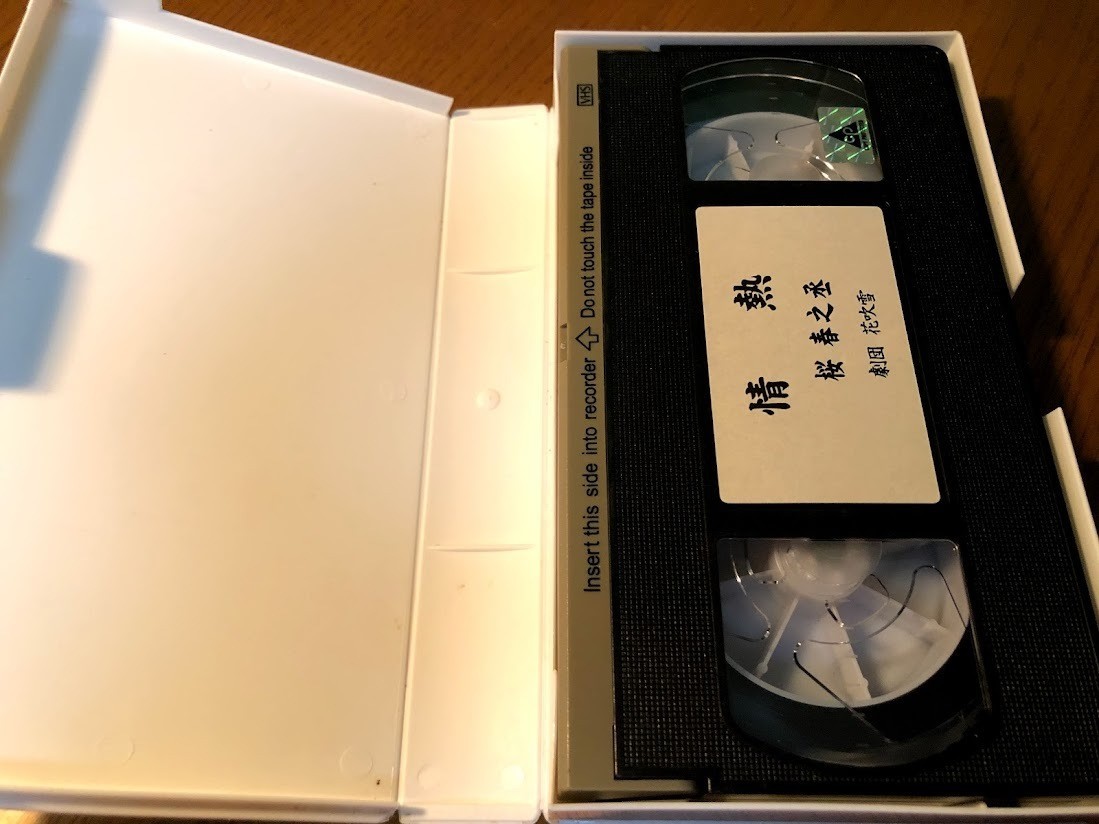 VHS
Insert this side into recorder ⇧ Do not touch the tape inside
情 熱
桜 春之丞
劇団 花吹雪